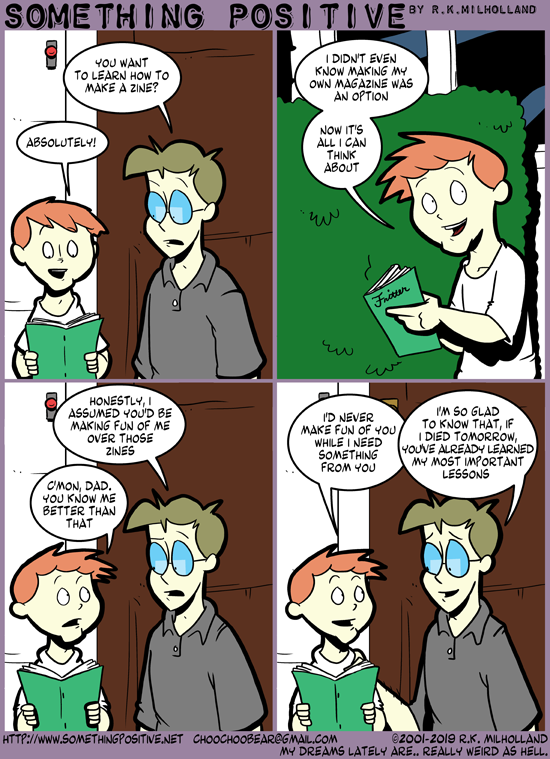 SOMETHING POSITIVE BY R.K.MILHOLLAND
YOU WANT
TO LEARN HOW TO
MAKE A ZINE?
ABSOLUTELY!
I DIDN'T EVEN
KNOW MAKING MY
OWN MAGAZINE WAS
AN OPTION
NOW IT'S
ALL I CAN
THINK
ABOUT
Fritter
HONESTLY, I
ASSUMED YOU'D BE
MAKING FUN OF ME
OVER THOSE
ZINES
C'MON, DAD.
YOU KNOW ME
BETTER THAN
THAT
I'D NEVER
MAKE FUN OF YOU
WHILE I NEED
SOMETHING
FROM YOU
I'M SO GLAD
TO KNOW THAT, IF
I DIED TOMORROW,
YOU'VE ALREADY LEARNED
MY MOST IMPORTANT
LESSONS
HTTP://WWW.SOMETHINGPOSITIVE.NET CHOOCHOOBEAR@GMAIL.COM ©2001-2019 R.K. MILHOLLAND
MY DREAMS LATELY ARE.. REALLY WEIRD AS HELL.